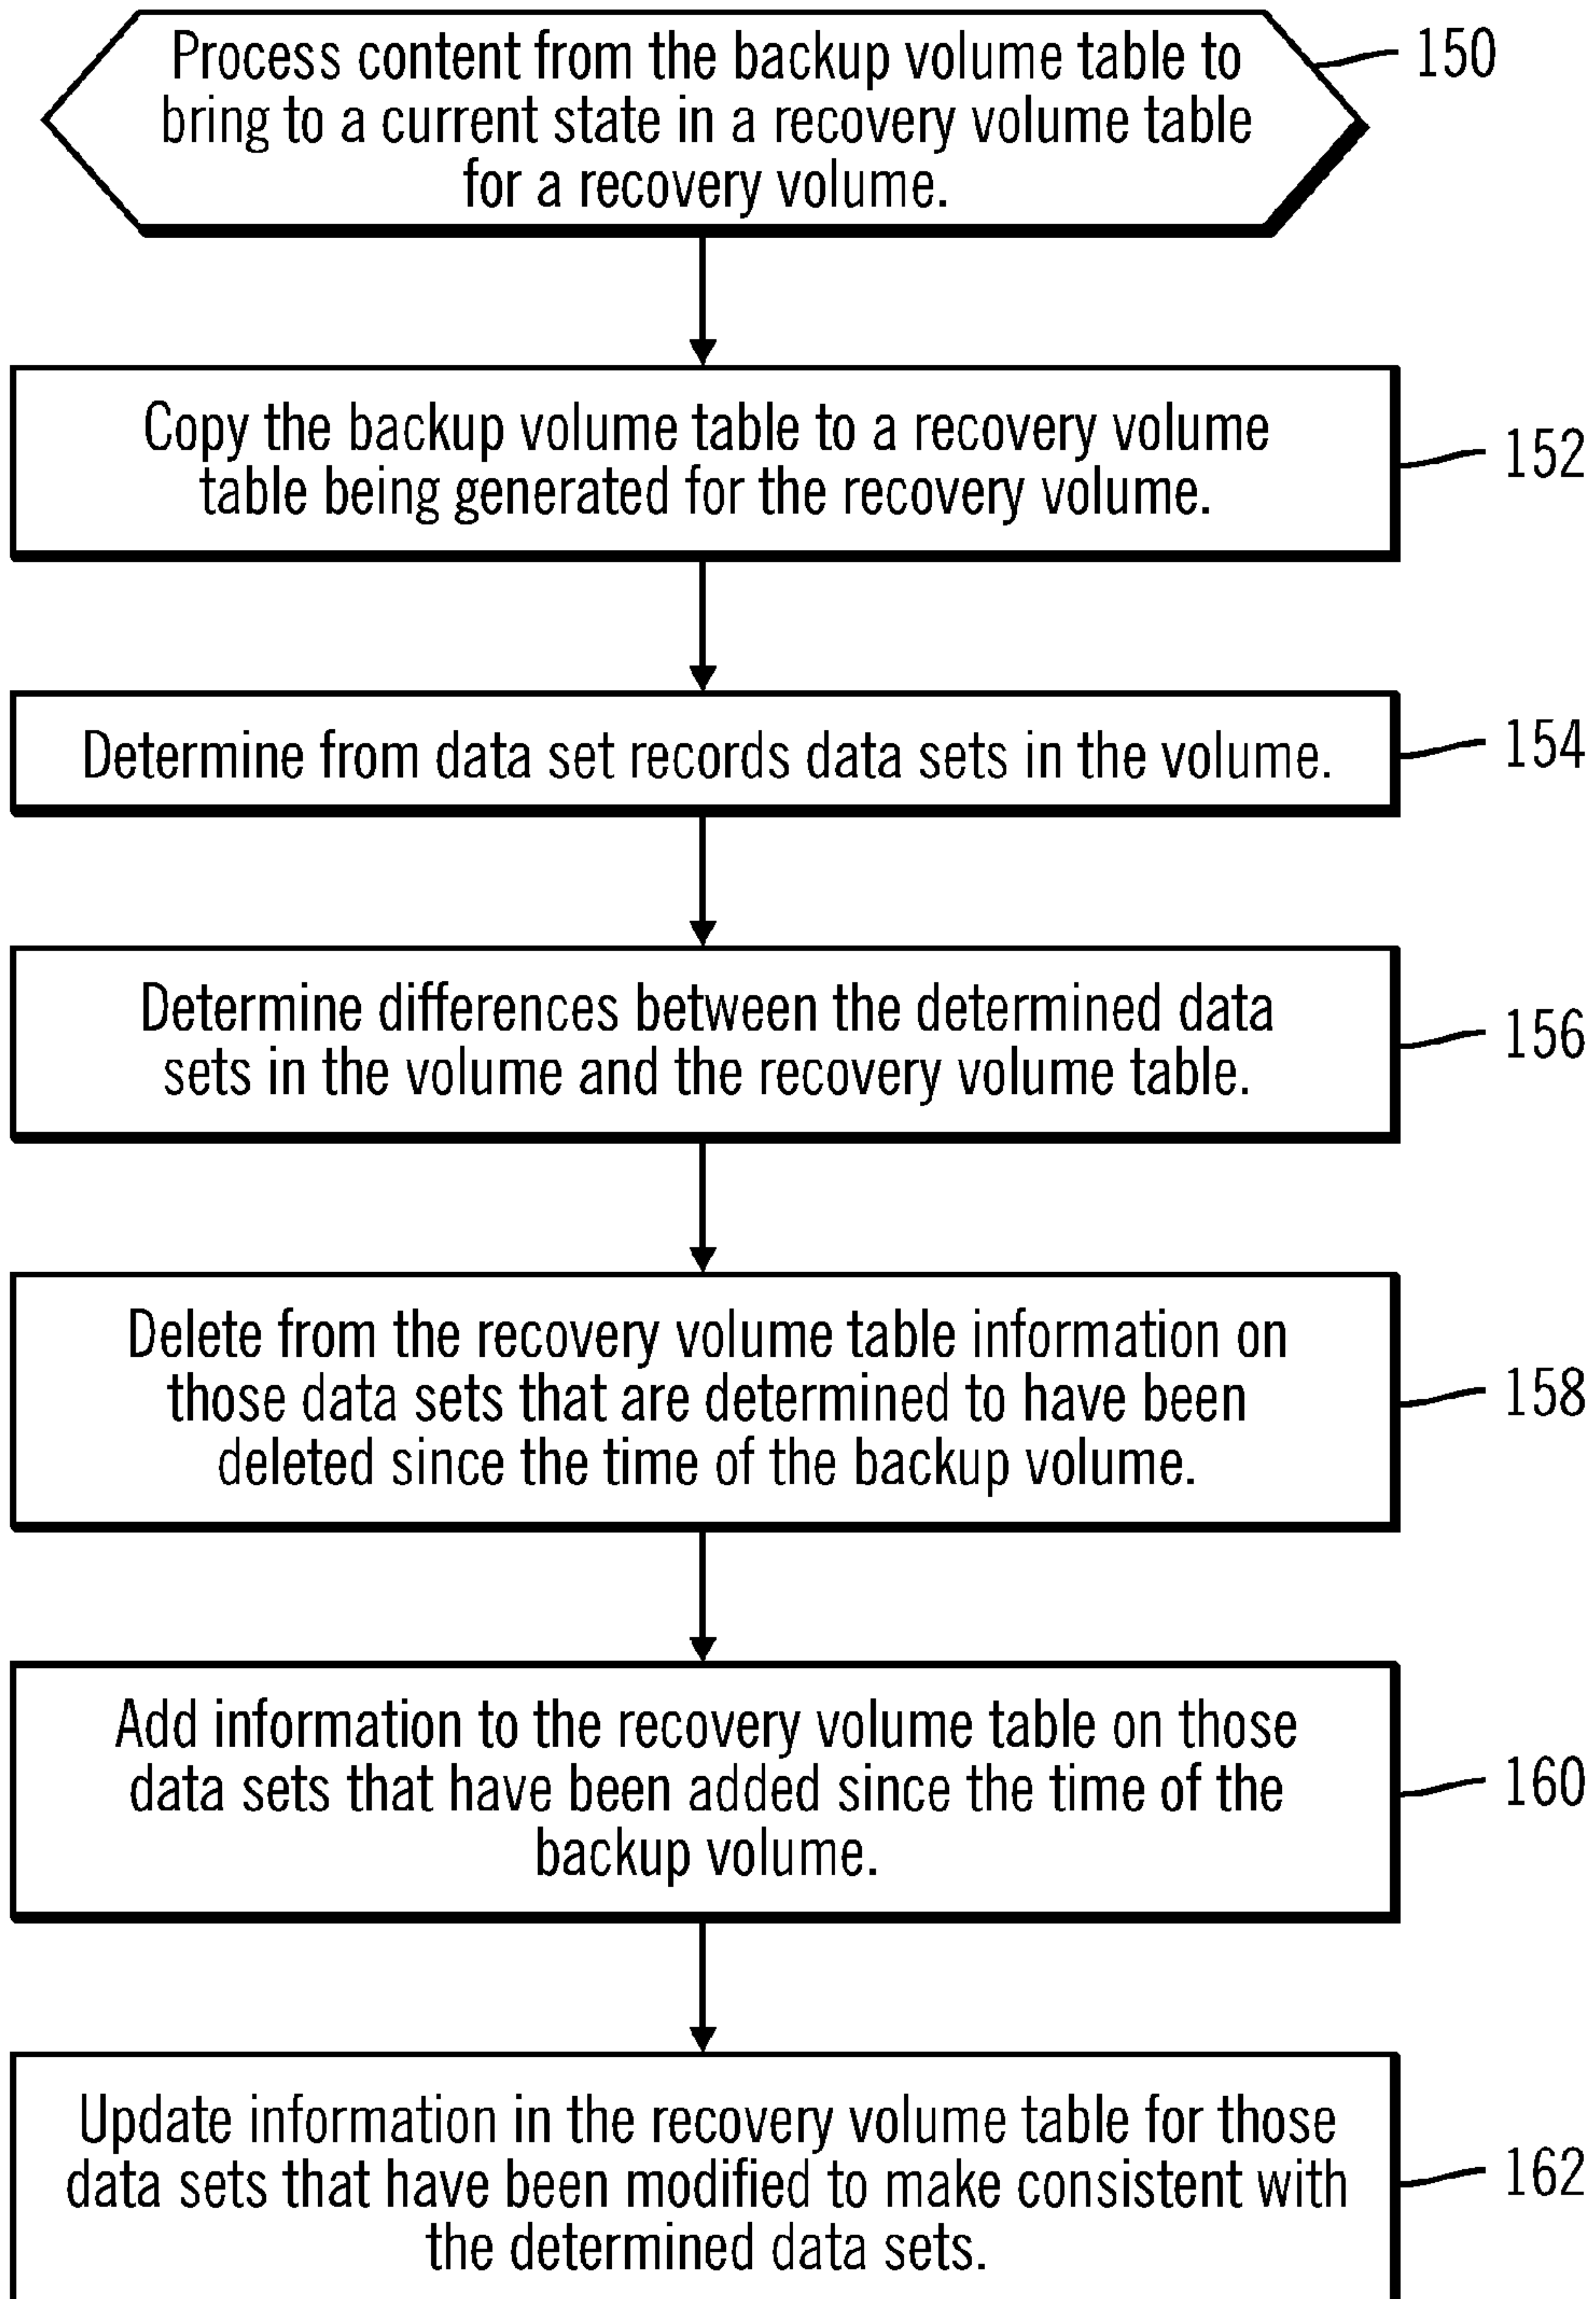 Process content from the backup volume table to
150
bring to a current state in a recovery volume table
for a recovery volume.
Copy the backup volume table to a recovery volume
152
table being generated for the recovery volume.
Determine from data set records data sets in the volume.
154
Determine differences between the determined data
156
sets in the volume and the recovery volume table.
Delete from the recovery volume table information on
those data sets that are determined to have been
158
deleted since the time of the backup volume.
Add information to the recovery volume table on those
data sets that have been added since the time of the
160
backup volume.
Update information in the recovery volume table for those
data sets that have been modified to make consistent with
162
the determined data sets.